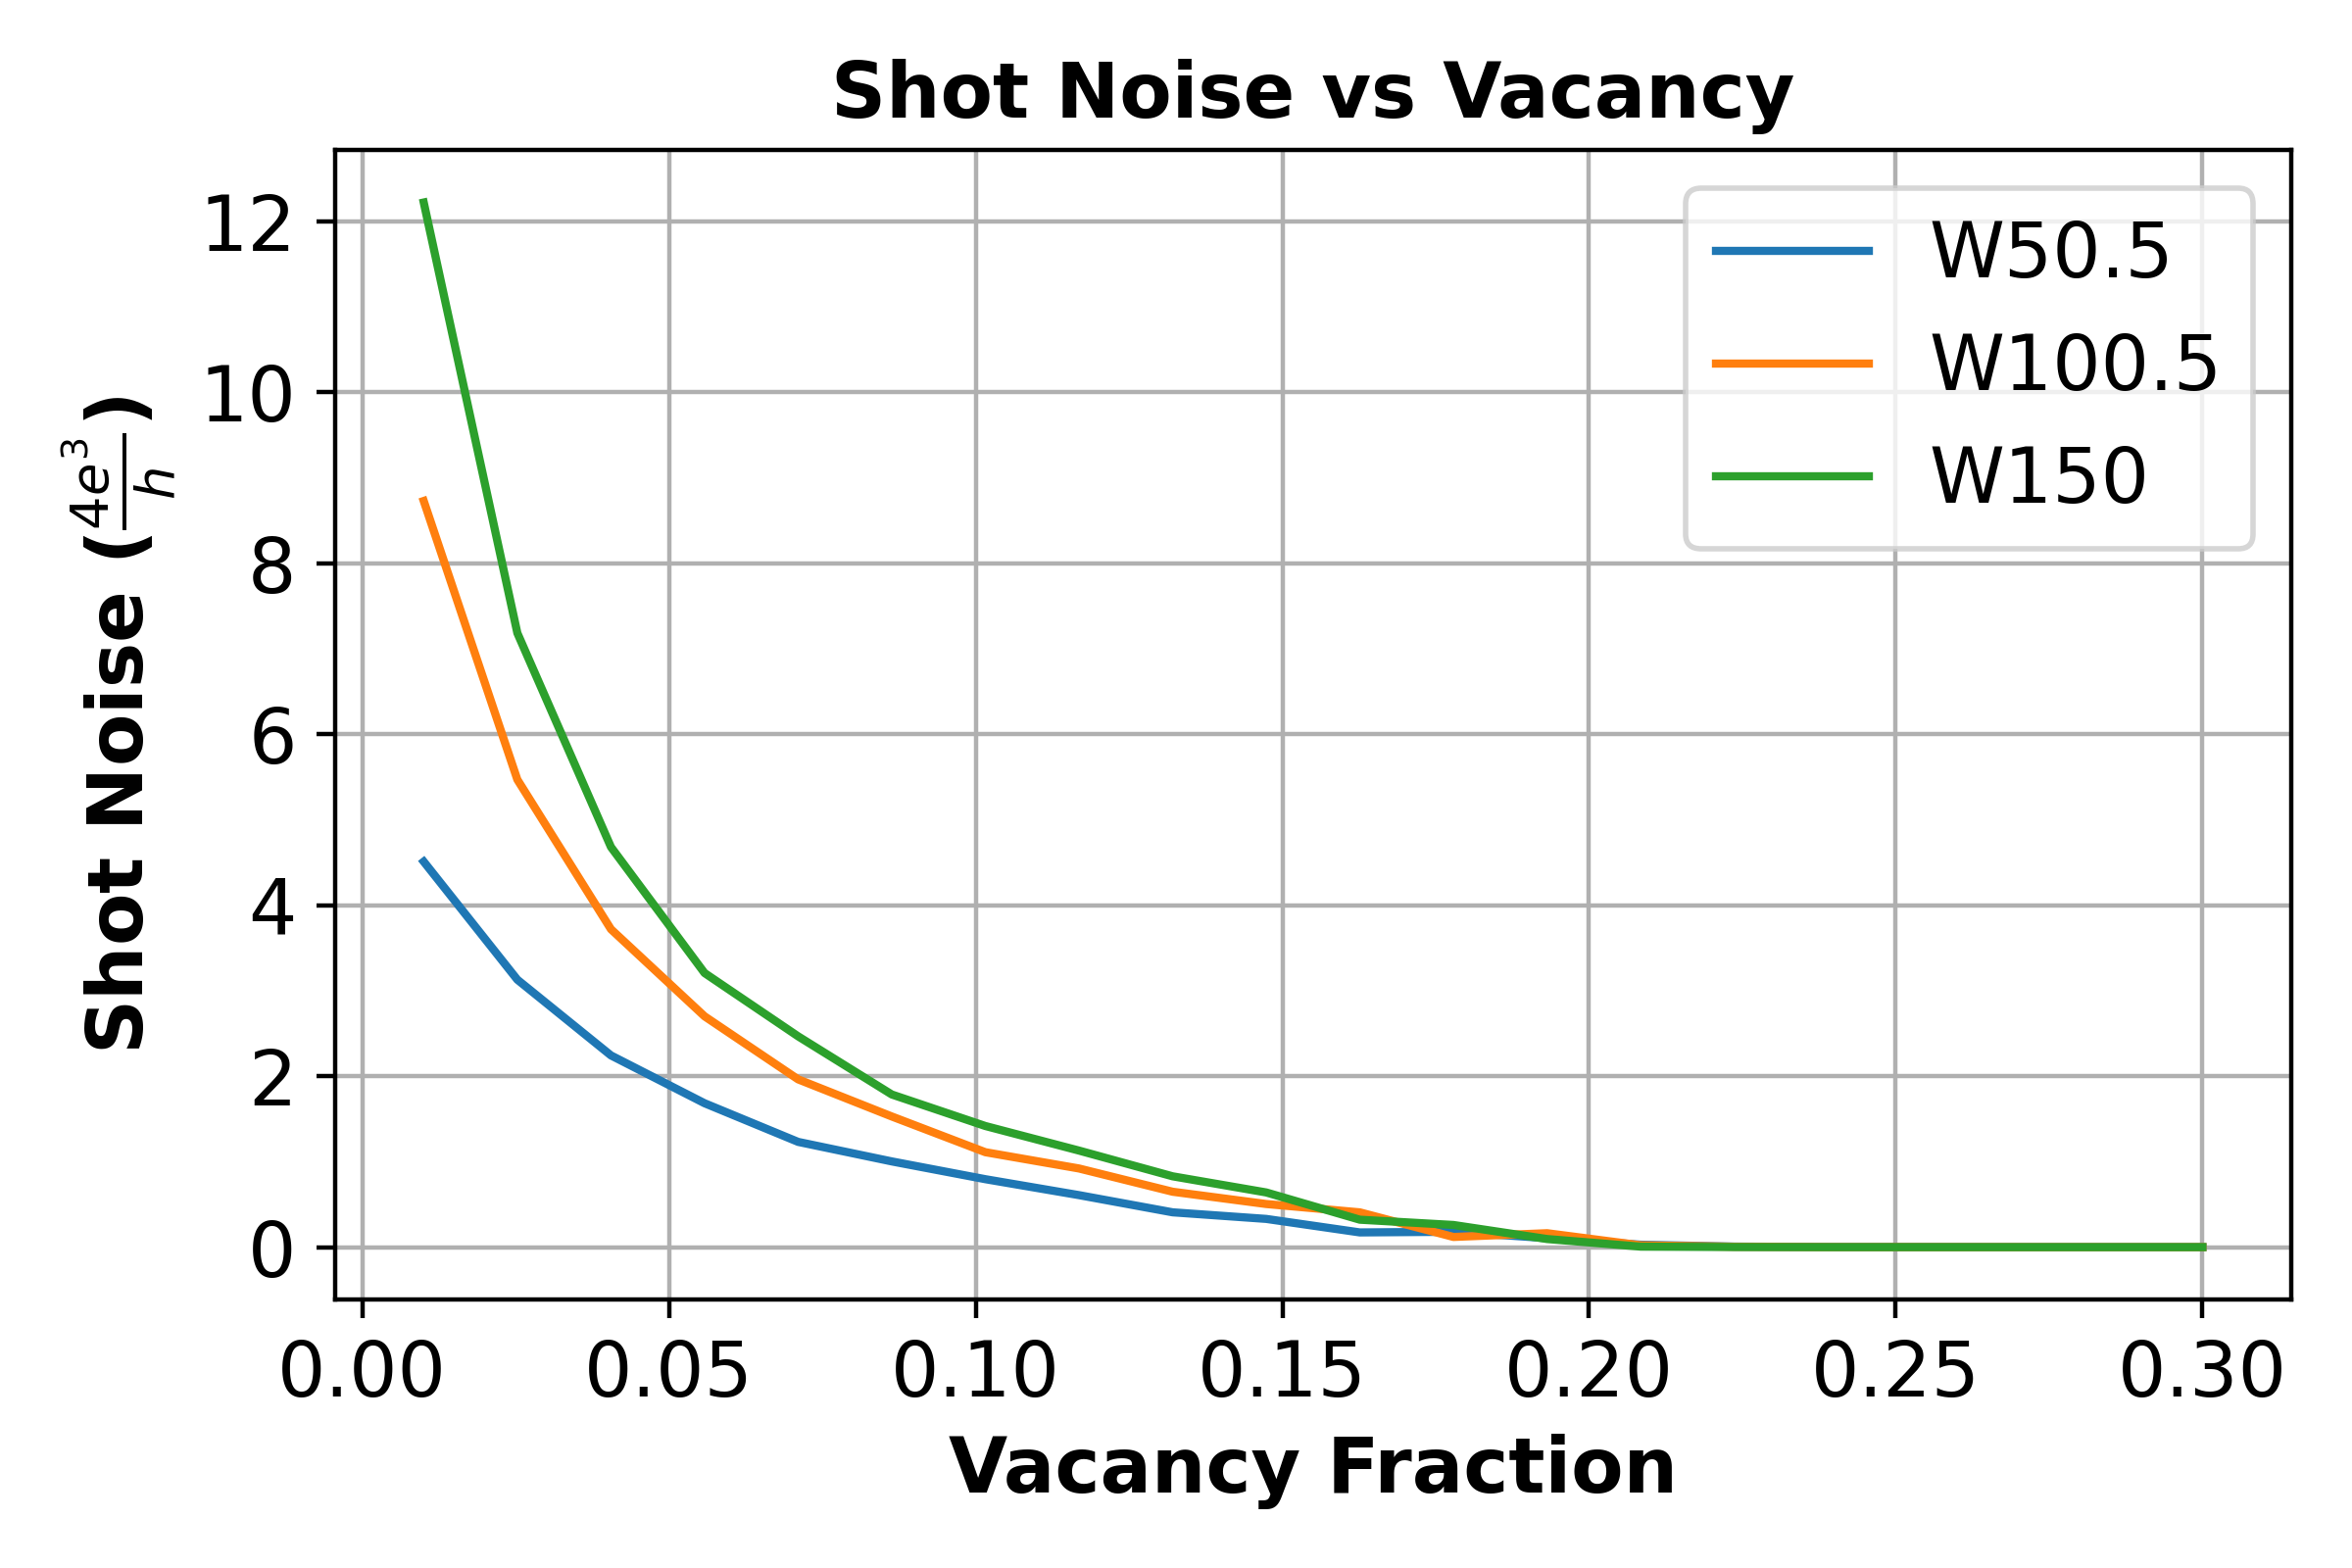 Shot Noise vs Vacancy
Shot Noise (4e³/h)
12
10
8
6
4
2
0
W50.5
W100.5
W150
0.00 0.05 0.10 0.15 0.20 0.25 0.30
Vacancy Fraction